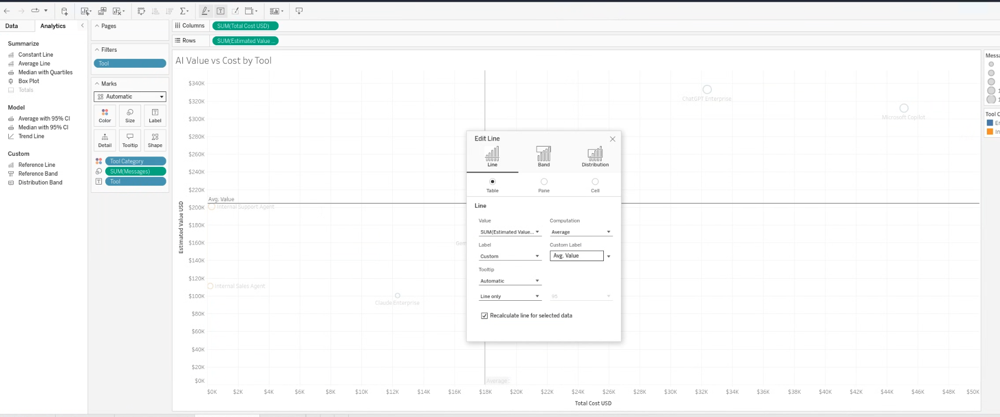 Data
Analytics
Summarize
Constant Line
Average Line
Median with Quartiles
Box Plot
Totals
Model
Average with 95% CI
Median with 95% CI
Trend Line
Custom
Reference Line
Reference Band
Distribution Band
Pages
Filters
Tool
Marks
Automatic
Color
Size
Label
Detail
Tooltip
Shape
Tool Category
SUM(Messages)
Tool
Columns
SUM(Total Cost USD)
Rows
SUM(Estimated Value ...
AI Value vs Cost by Tool
Estimated Value USD
$340K
$320K
$300K
$280K
$260K
$240K
$220K
$200K
$180K
$160K
$140K
$120K
$100K
$80K
$60K
$40K
$20K
$0K
ChatGPT Enterprise
Microsoft Copilot
Avg. Value
Internal Support Agent
Gem
Internal Sales Agent
Claude Enterprise
Average:
$0K $2K $4K $6K $8K $10K $12K $14K $16K $18K $20K $22K $24K $26K $28K $30K $32K $34K $36K $38K $40K $42K $44K $46K $48K $50K
Total Cost USD
Edit Line
Line
Band
Distribution
Table
Pane
Cell
Line
Value
Computation
SUM(Estimated Value...
Average
Label
Custom Label
Custom
Avg. Value
Tooltip
Automatic
Line only
95
Recalculate line for selected data
Messa
1
1
Tool C
En
In